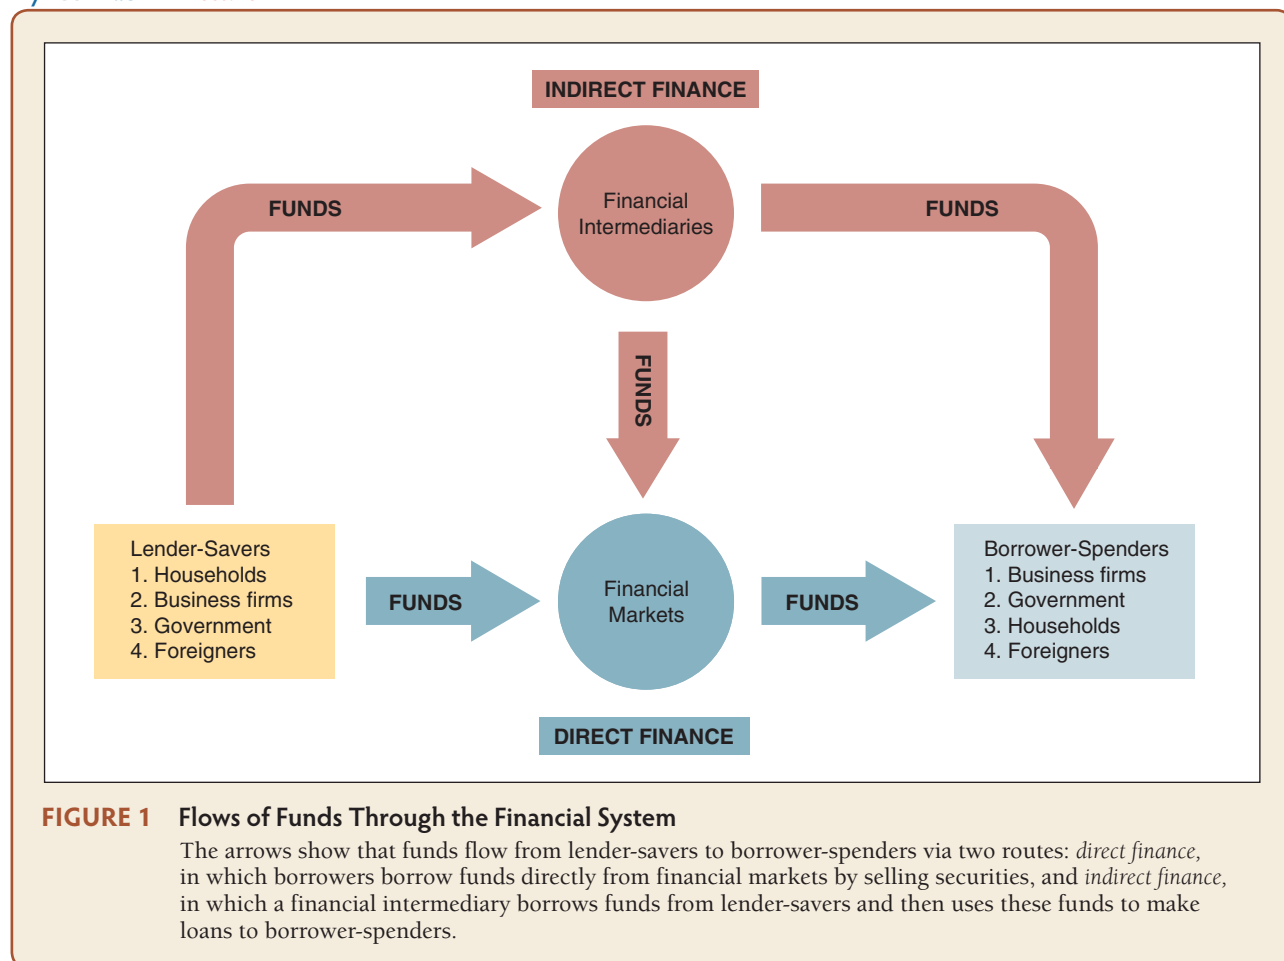 INDIRECT FINANCE
FUNDS
Financial
Intermediaries
FUNDS
FUNDS
Lender-Savers
1. Households
2. Business firms
3. Government
4. Foreigners
FUNDS
Financial
Markets
FUNDS
Borrower-Spenders
1. Business firms
2. Government
3. Households
4. Foreigners
DIRECT FINANCE
FIGURE 1 Flows of Funds Through the Financial System
The arrows show that funds flow from lender-savers to borrower-spenders via two routes: direct finance,
in which borrowers borrow funds directly from financial markets by selling securities, and indirect finance,
in which a financial intermediary borrows funds from lender-savers and then uses these funds to make
loans to borrower-spenders.